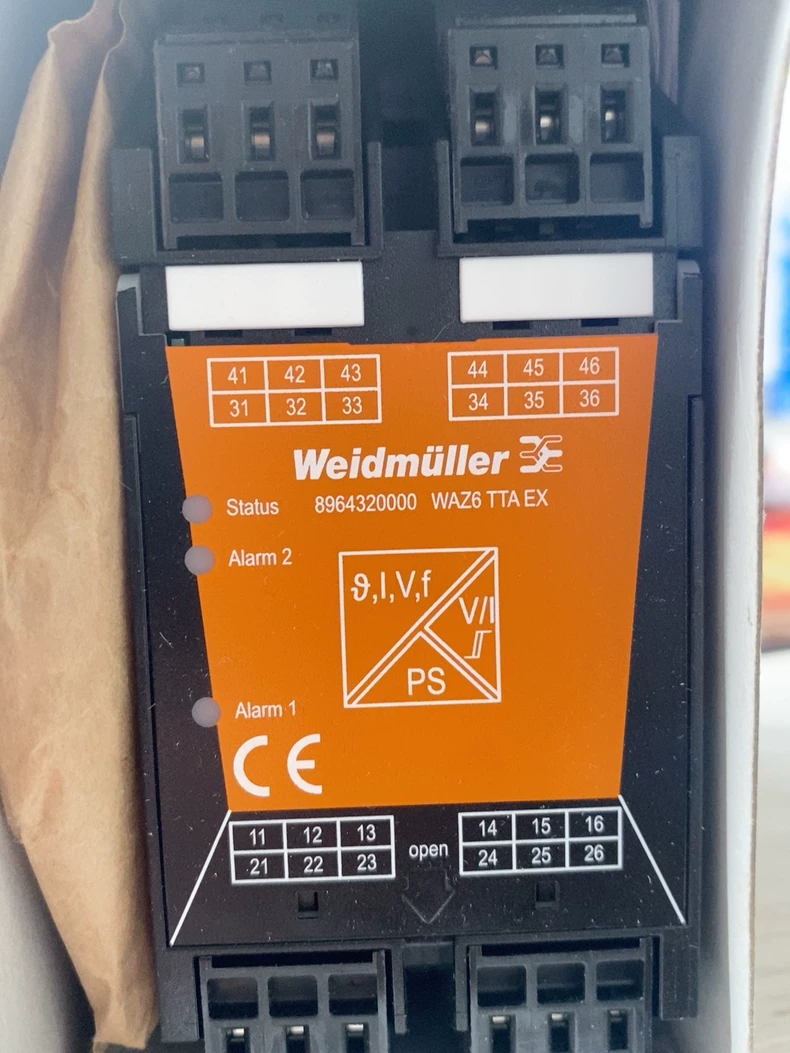 41 42 43
31 32 33
44 45 46
34 35 36
Weidmüller
Status
8964320000 WAZ6 TTA EX
Alarm 2
ϑ,I,V,f
V/I
PS
Alarm 1
CE
11 12 13
21 22 23
open
14 15 16
24 25 26